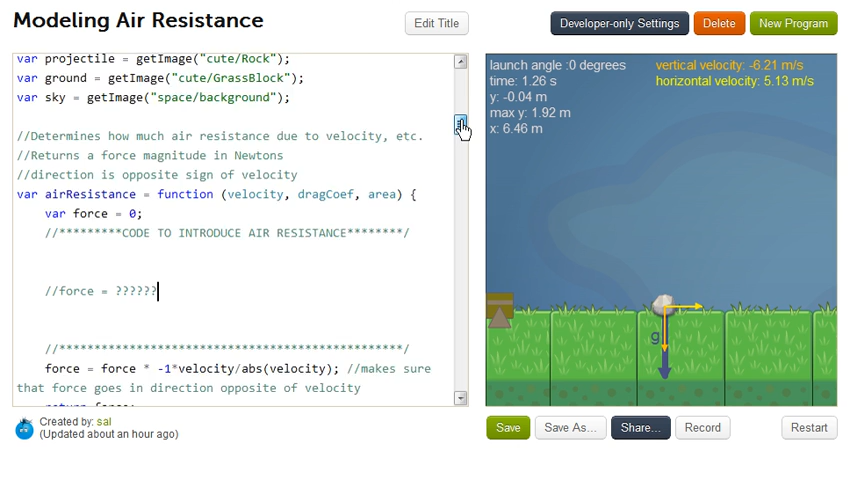 Modeling Air Resistance
Edit Title
Developer-only Settings
Delete
New Program
var projectile = getImage("cute/Rock");
var ground = getImage("cute/GrassBlock");
var sky = getImage("space/background");
//Determines how much air resistance due to velocity, etc.
//Returns a force magnitude in Newtons
//direction is opposite sign of velocity
var airResistance = function (velocity, dragCoef, area) {
var force = 0;
//*********CODE TO INTRODUCE AIR RESISTANCE********/
//force = ??????
//*********************************************/
force = force * -1*velocity/abs(velocity); //makes sure
that force goes in direction opposite of velocity
launch angle :0 degrees
time: 1.26 s
y: -0.04 m
max y: 1.92 m
x: 6.46 m
vertical velocity: -6.21 m/s
horizontal velocity: 5.13 m/s
g
Created by: sal
(Updated about an hour ago)
Save
Save As...
Share...
Record
Restart